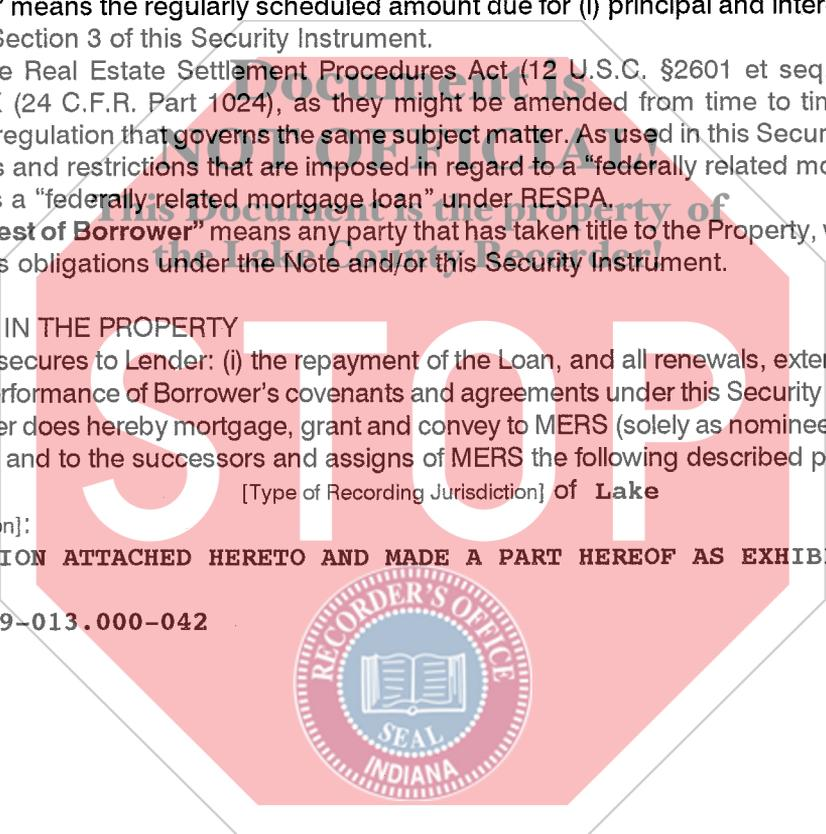 " means the regularly scheduled amount due for (i) principal and inter
Section 3 of this Security Instrument.
e Real Estate Settlement Procedures Act (12 U.S.C. §2601 et seq
(24 C.F.R. Part 1024), as they might be amended from time to tim
regulation that governs the same subject matter. As used in this Secur
s and restrictions that are imposed in regard to a “federally related mo
s a “federally related mortgage loan” under RESPA.
est of Borrower” means any party that has taken title to the Property,
s obligations under the Note and/or this Security Instrument.
Document is
NOT OFFICIAL!
This Document is the property of
the Lake County Recorder!
IN THE PROPERTY
secures to Lender: (i) the repayment of the Loan, and all renewals, exten
rformance of Borrower’s covenants and agreements under this Security
er does hereby mortgage, grant and convey to MERS (solely as nominee
and to the successors and assigns of MERS the following described p
STOP
[Type of Recording Jurisdiction] of Lake
on]:
ION ATTACHED HERETO AND MADE A PART HEREOF AS EXHIBI
9-013.000-042
RECORDER'S OFFICE
SEAL
INDIANA